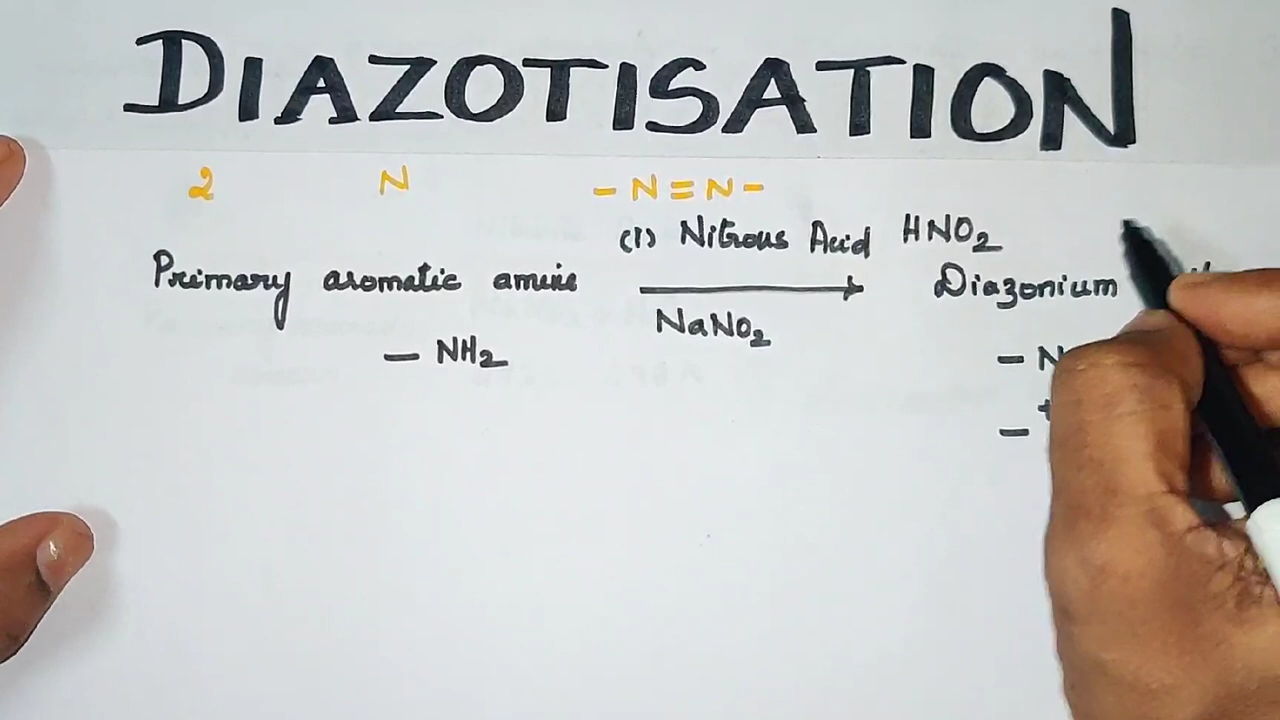 DIAZOTISATION
2 N -N=N-
(1) Nitrous Acid HNO₂
Primary aromatic amine → Diazonium
NaNO₂
- NH₂
- N
- +